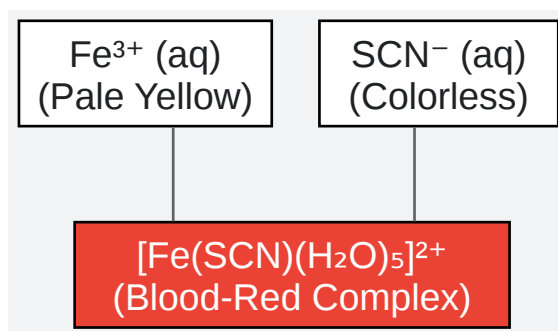 Fe³⁺ (aq)
(Pale Yellow)
SCN⁻ (aq)
(Colorless)
[Fe(SCN)(H₂O)₅]²⁺
(Blood-Red Complex)